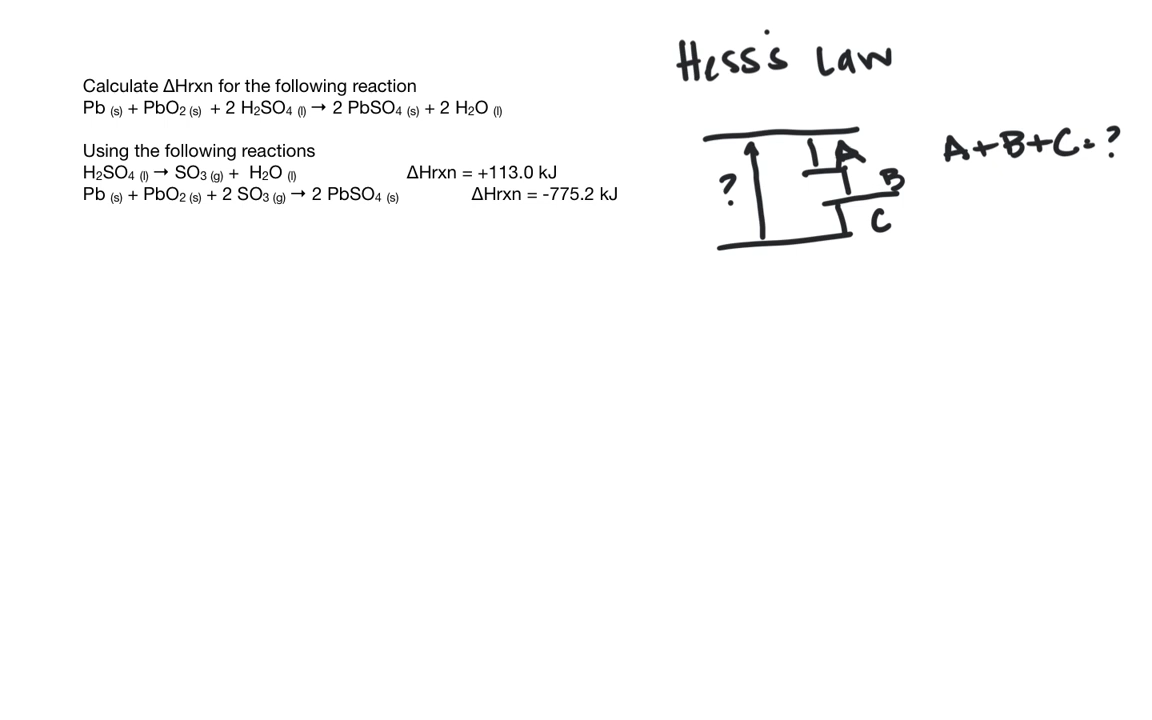 Hess's Law
Calculate ΔHrxn for the following reaction
Pb (s) + PbO2 (s) + 2 H2SO4 (l) → 2 PbSO4 (s) + 2 H2O (l)
Using the following reactions
H2SO4 (l) → SO3 (g) + H2O (l) ΔHrxn = +113.0 kJ
Pb (s) + PbO2 (s) + 2 SO3 (g) → 2 PbSO4 (s) ΔHrxn = -775.2 kJ
A+B+C=?
A
B
?
C